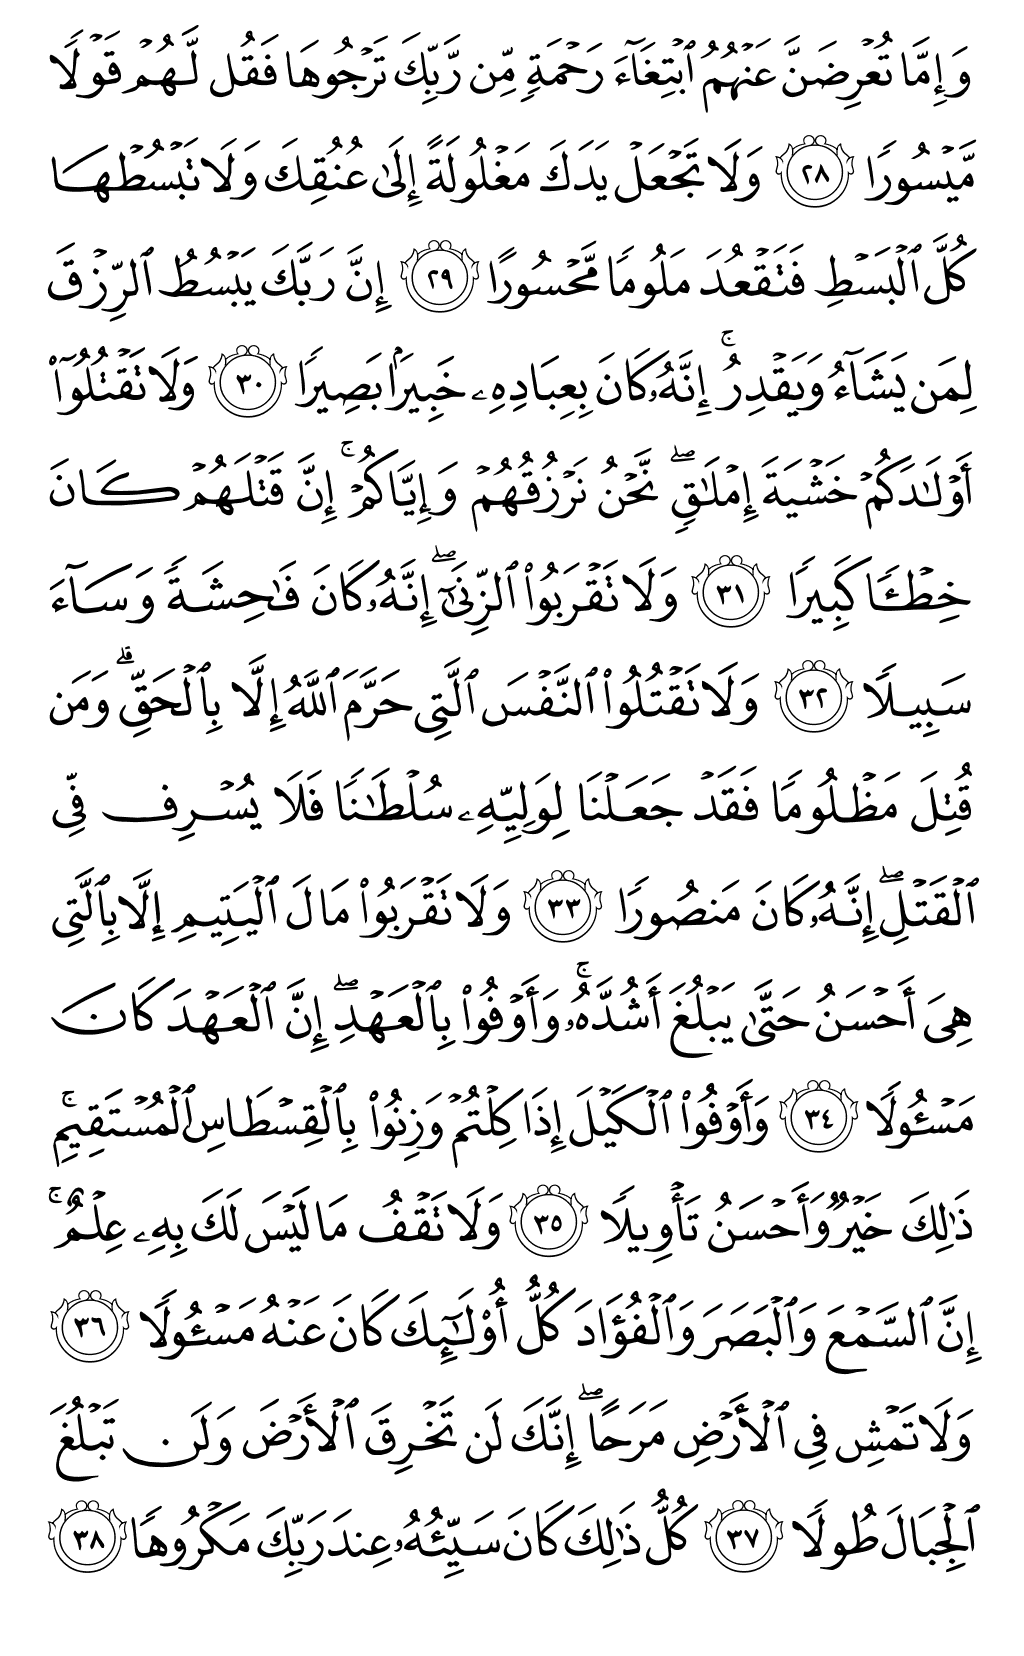 وَإِمَّا تُعْرِضَنَّ عَنْهُمُ ٱبْتِغَآءَ رَحْمَةٍ مِّن رَّبِّكَ تَرْجُوهَا فَقُل لَّهُمْ قَوْلًا
مَّيْسُورًا ٢٨ وَلَا تَجْعَلْ يَدَكَ مَغْلُولَةً إِلَىٰ عُنُقِكَ وَلَا تَبْسُطْهَا
كُلَّ ٱلْبَسْطِ فَتَقْعُدَ مَلُومًا مَّحْسُورًا ٢٩ إِنَّ رَبَّكَ يَبْسُطُ ٱلرِّزْقَ
لِمَن يَشَآءُ وَيَقْدِرُ ۚ إِنَّهُۥ كَانَ بِعِبَادِهِۦ خَبِيرًۢا بَصِيرًا ٣٠ وَلَا تَقْتُلُوٓا۟
أَوْلَٰدَكُمْ خَشْيَةَ إِمْلَٰقٍ ۖ نَّحْنُ نَرْزُقُهُمْ وَإِيَّاكُمْ ۚ إِنَّ قَتْلَهُمْ كَانَ
خِطْـًٔا كَبِيرًا ٣١ وَلَا تَقْرَبُوا۟ ٱلزِّنَىٰٓ ۖ إِنَّهُۥ كَانَ فَٰحِشَةً وَسَآءَ
سَبِيلًا ٣٢ وَلَا تَقْتُلُوا۟ ٱلنَّفْسَ ٱلَّتِى حَرَّمَ ٱللَّهُ إِلَّا بِٱلْحَقِّ ۗ وَمَن
قُتِلَ مَظْلُومًا فَقَدْ جَعَلْنَا لِوَلِيِّهِۦ سُلْطَٰنًا فَلَا يُسْرِف فِّى
ٱلْقَتْلِ ۖ إِنَّهُۥ كَانَ مَنصُورًا ٣٣ وَلَا تَقْرَبُوا۟ مَالَ ٱلْيَتِيمِ إِلَّا بِٱلَّتِى
هِىَ أَحْسَنُ حَتَّىٰ يَبْلُغَ أَشُدَّهُۥ ۚ وَأَوْفُوا۟ بِٱلْعَهْدِ ۖ إِنَّ ٱلْعَهْدَ كَانَ
مَسْـُٔولًا ٣٤ وَأَوْفُوا۟ ٱلْكَيْلَ إِذَا كِلْتُمْ وَزِنُوا۟ بِٱلْقِسْطَاسِ ٱلْمُسْتَقِيمِ ۚ
ذَٰلِكَ خَيْرٌ وَأَحْسَنُ تَأْوِيلًا ٣٥ وَلَا تَقْفُ مَا لَيْسَ لَكَ بِهِۦ عِلْمٌ ۚ
إِنَّ ٱلسَّمْعَ وَٱلْبَصَرَ وَٱلْفُؤَادَ كُلُّ أُو۟لَٰٓئِكَ كَانَ عَنْهُ مَسْـُٔولًا ٣٦
وَلَا تَمْشِ فِى ٱلْأَرْضِ مَرَحًا ۖ إِنَّكَ لَن تَخْرِقَ ٱلْأَرْضَ وَلَن تَبْلُغَ
ٱلْجِبَالَ طُولًا ٣٧ كُلُّ ذَٰلِكَ كَانَ سَيِّئُهُۥ عِندَ رَبِّكَ مَكْرُوهًا ٣٨